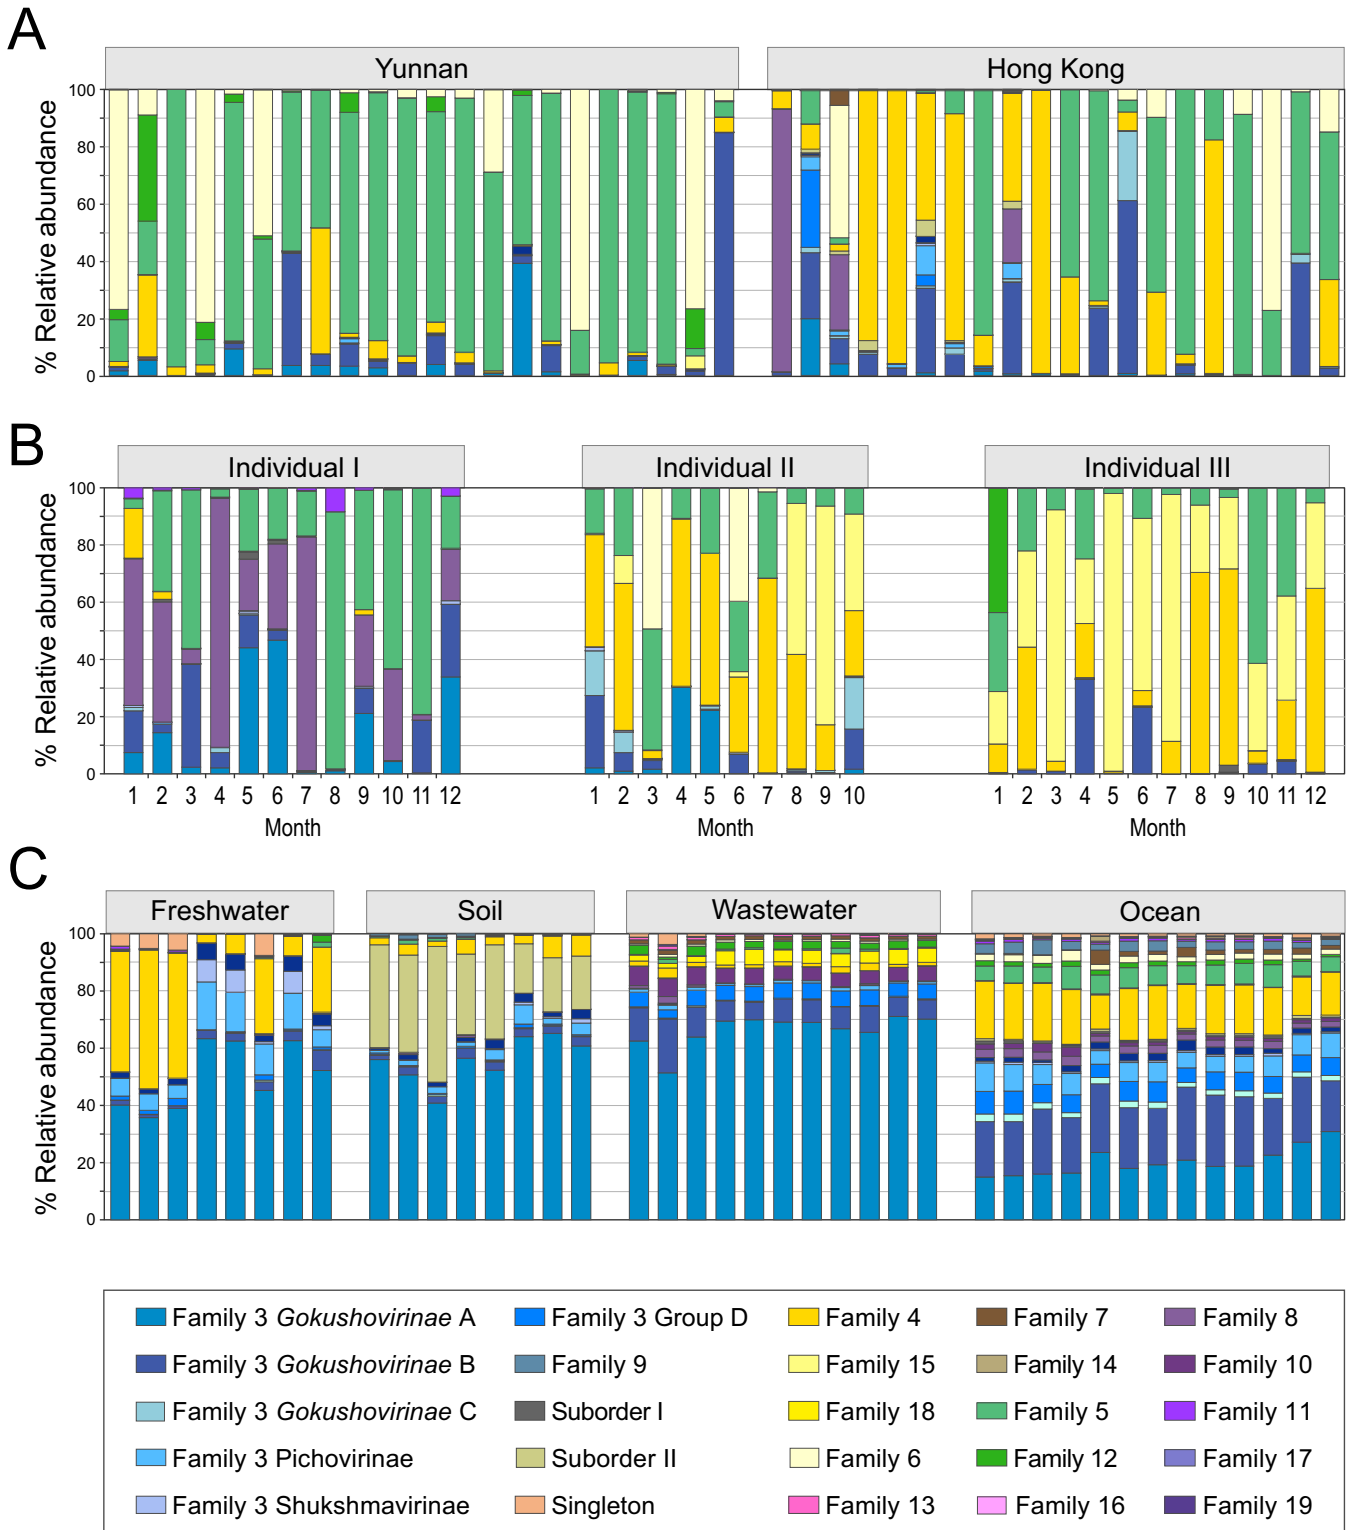 A
Yunnan
Hong Kong
% Relative abundance
100
80
60
40
20
0
B
Individual I
Individual II
Individual III
% Relative abundance
100
80
60
40
20
0
1 2 3 4 5 6 7 8 9 10 11 12
1 2 3 4 5 6 7 8 9 10
1 2 3 4 5 6 7 8 9 10 11 12
Month
Month
Month
C
Freshwater
Soil
Wastewater
Ocean
% Relative abundance
100
80
60
40
20
0
Family 3 Gokushovirinae A
Family 3 Group D
Family 4
Family 7
Family 8
Family 3 Gokushovirinae B
Family 9
Family 15
Family 14
Family 10
Family 3 Gokushovirinae C
Suborder I
Family 18
Family 5
Family 11
Family 3 Pichovirinae
Suborder II
Family 6
Family 12
Family 17
Family 3 Shukshmavirinae
Singleton
Family 13
Family 16
Family 19